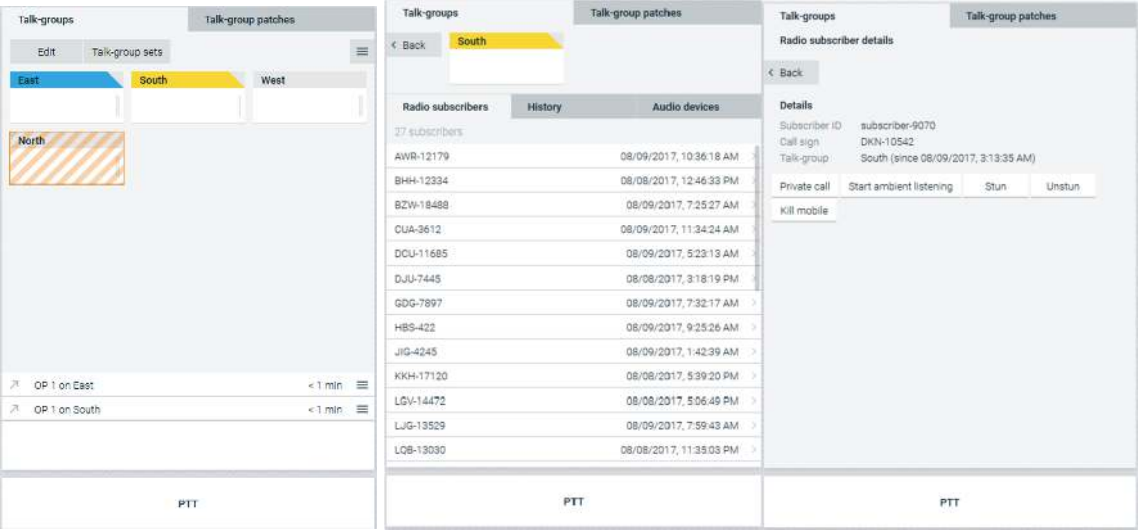 Talk-groups Talk-group patches
Edit Talk-group sets
East South West
North
OP 1 on East < 1 min
OP 1 on South < 1 min
PTT
Talk-groups Talk-group patches
Back South
Radio subscribers History Audio devices
27 subscribers
AWR-12179 08/09/2017, 10:36:18 AM
BHH-12334 08/08/2017, 12:46:33 PM
BZW-18488 08/09/2017, 7:25:27 AM
CUA-3612 08/09/2017, 11:34:24 AM
DCU-11685 08/09/2017, 5:23:13 AM
DJU-7445 08/08/2017, 3:18:19 PM
GDG-7897 08/09/2017, 7:32:17 AM
HBS-422 08/09/2017, 9:25:26 AM
JIG-4245 08/09/2017, 1:42:39 AM
KKH-17120 08/08/2017, 5:39:20 PM
LGV-14472 08/08/2017, 5:06:49 PM
LJG-13529 08/09/2017, 7:59:43 AM
LQB-13030 08/08/2017, 11:35:03 PM
PTT
Talk-groups Talk-group patches
Radio subscriber details
Back
Details
Subscriber ID subscriber-9070
Call sign DKN-10542
Talk-group South (since 08/09/2017, 3:13:35 AM)
Private call Start ambient listening Stun Unstun
Kill mobile
PTT